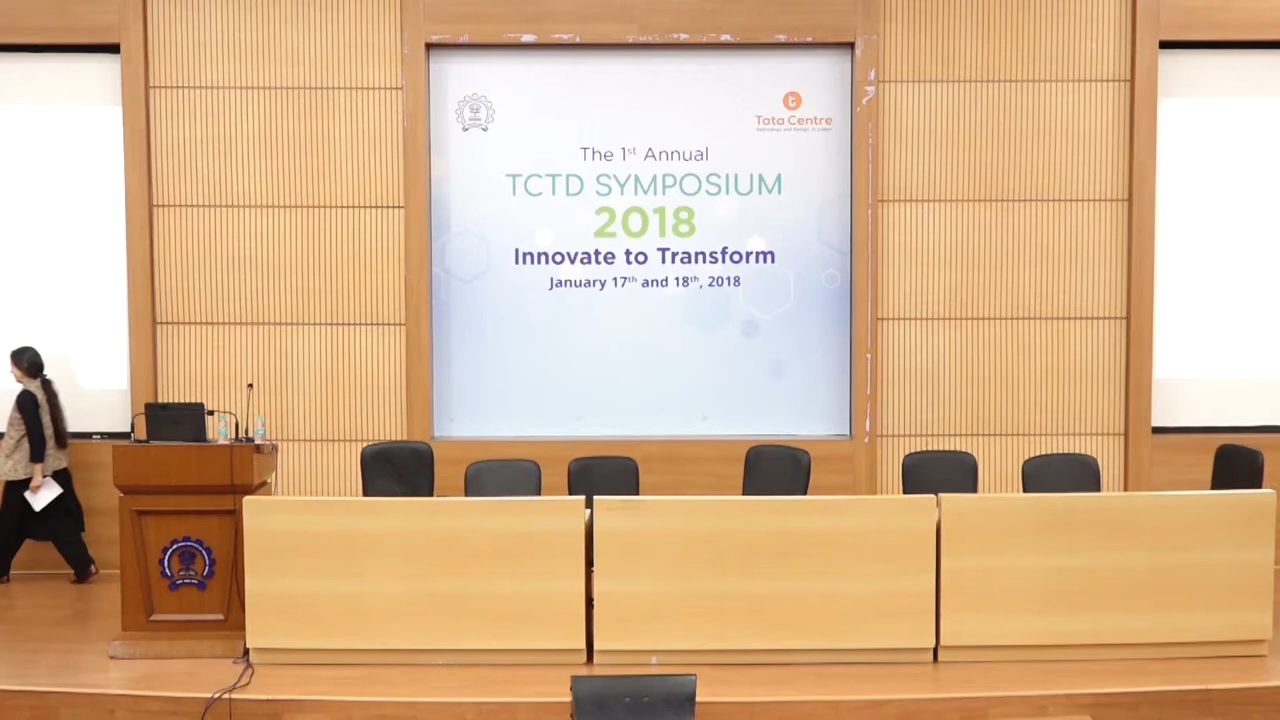 Tata Centre
The 1st Annual
TCTD SYMPOSIUM
2018
Innovate to Transform
January 17th and 18th, 2018